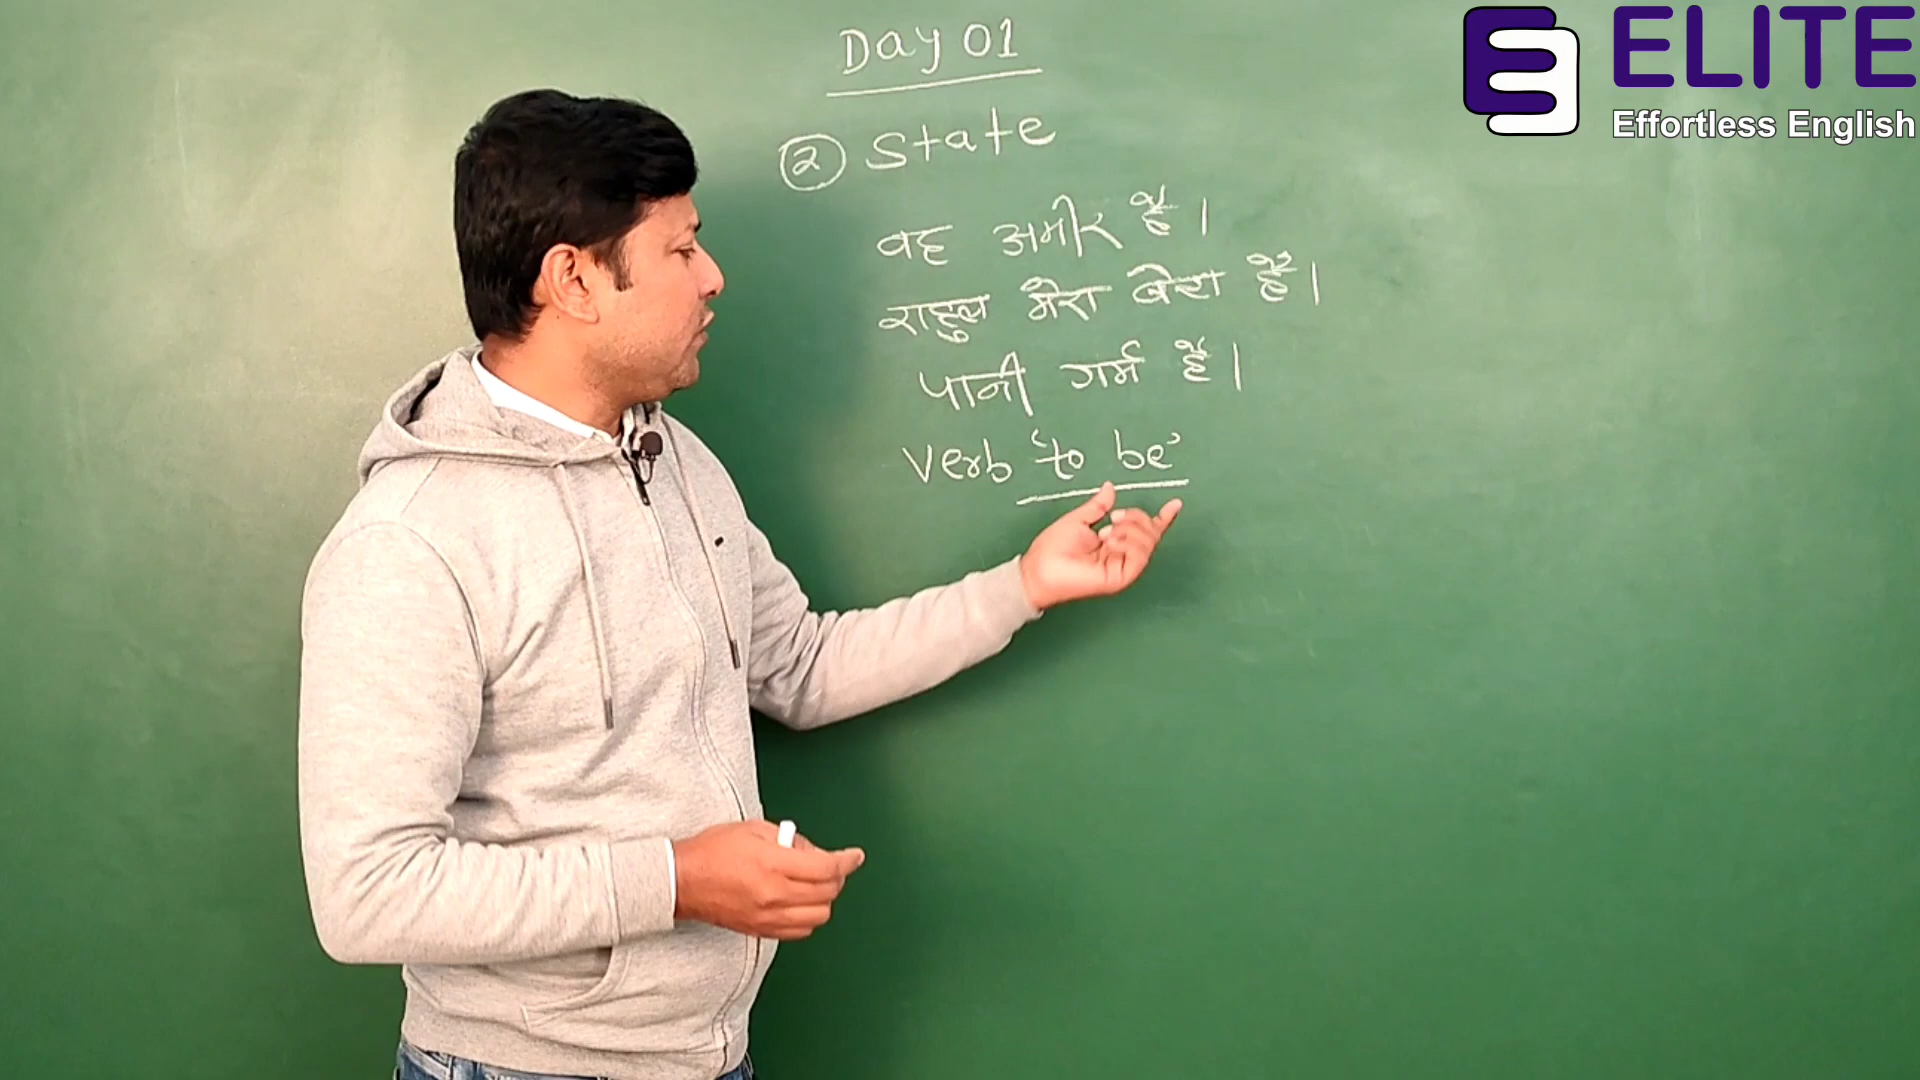 Day 01
② State
वह अमीर है।
राहुल मेरा बेटा है।
पानी गर्म है।
Verb 'to be'
ELITE
Effortless English